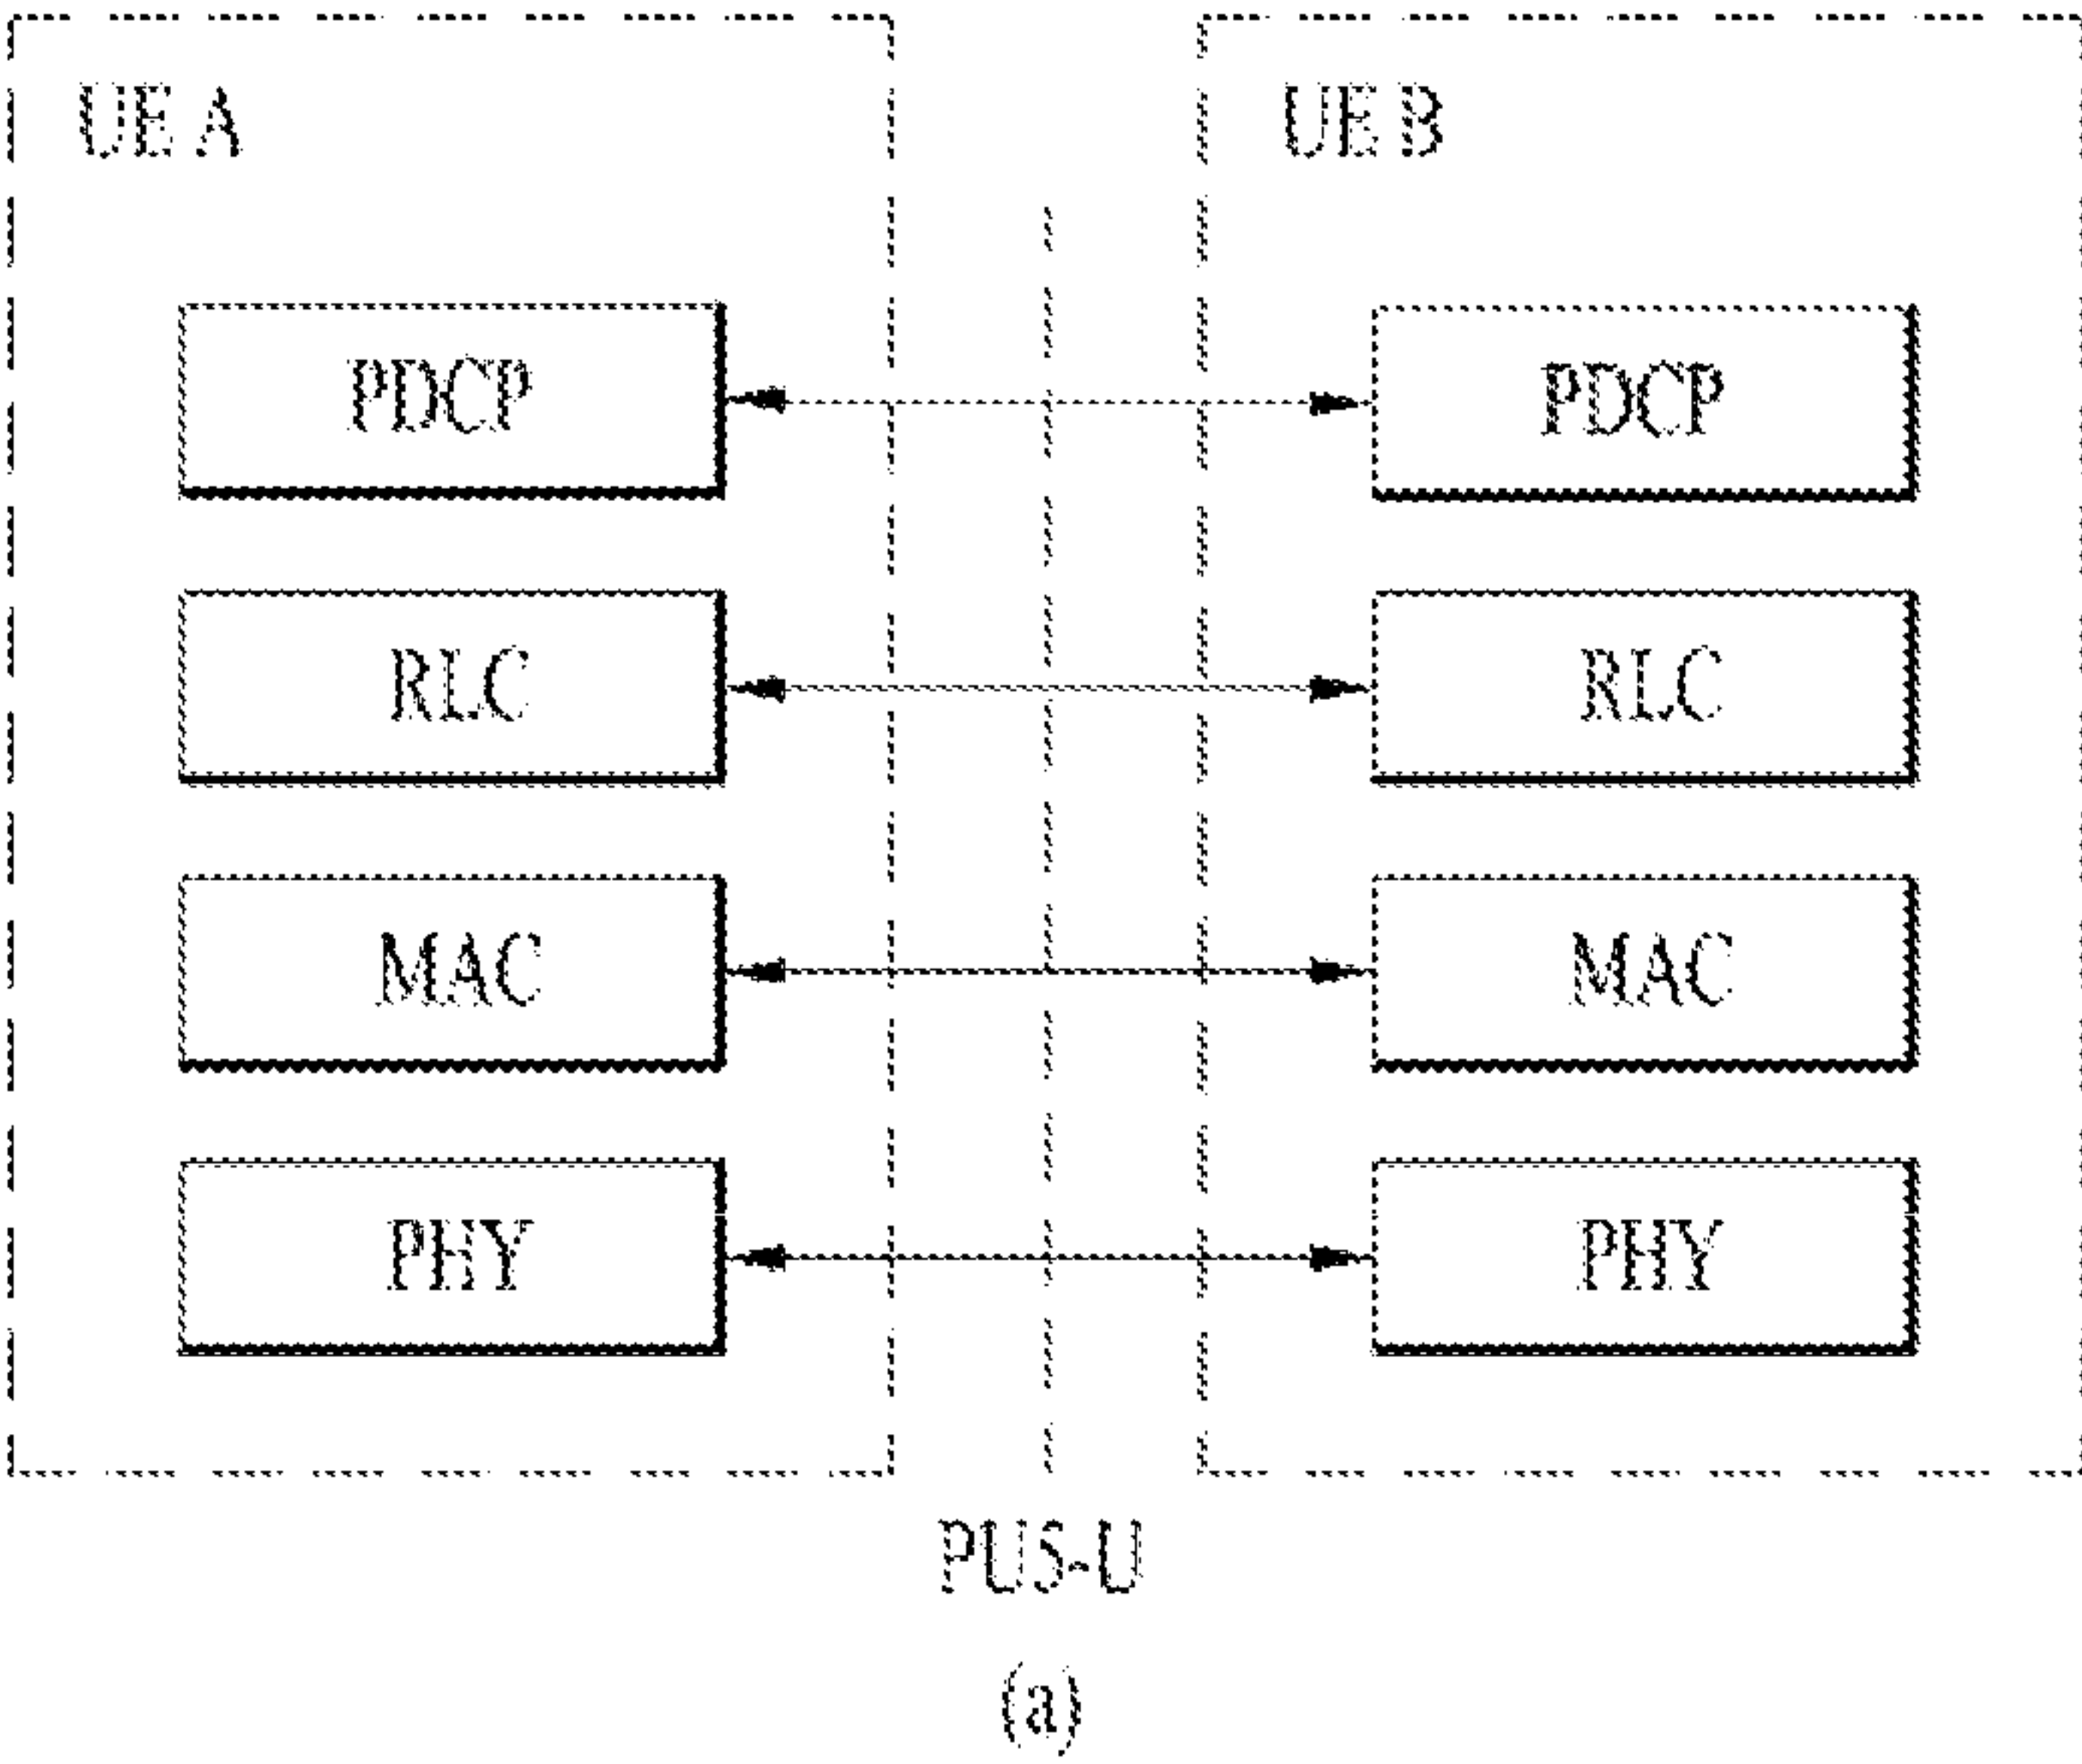 UE A
UE B
PDCP
PDCP
RLC
RLC
MAC
MAC
PHY
PHY
PUS-U
(a)